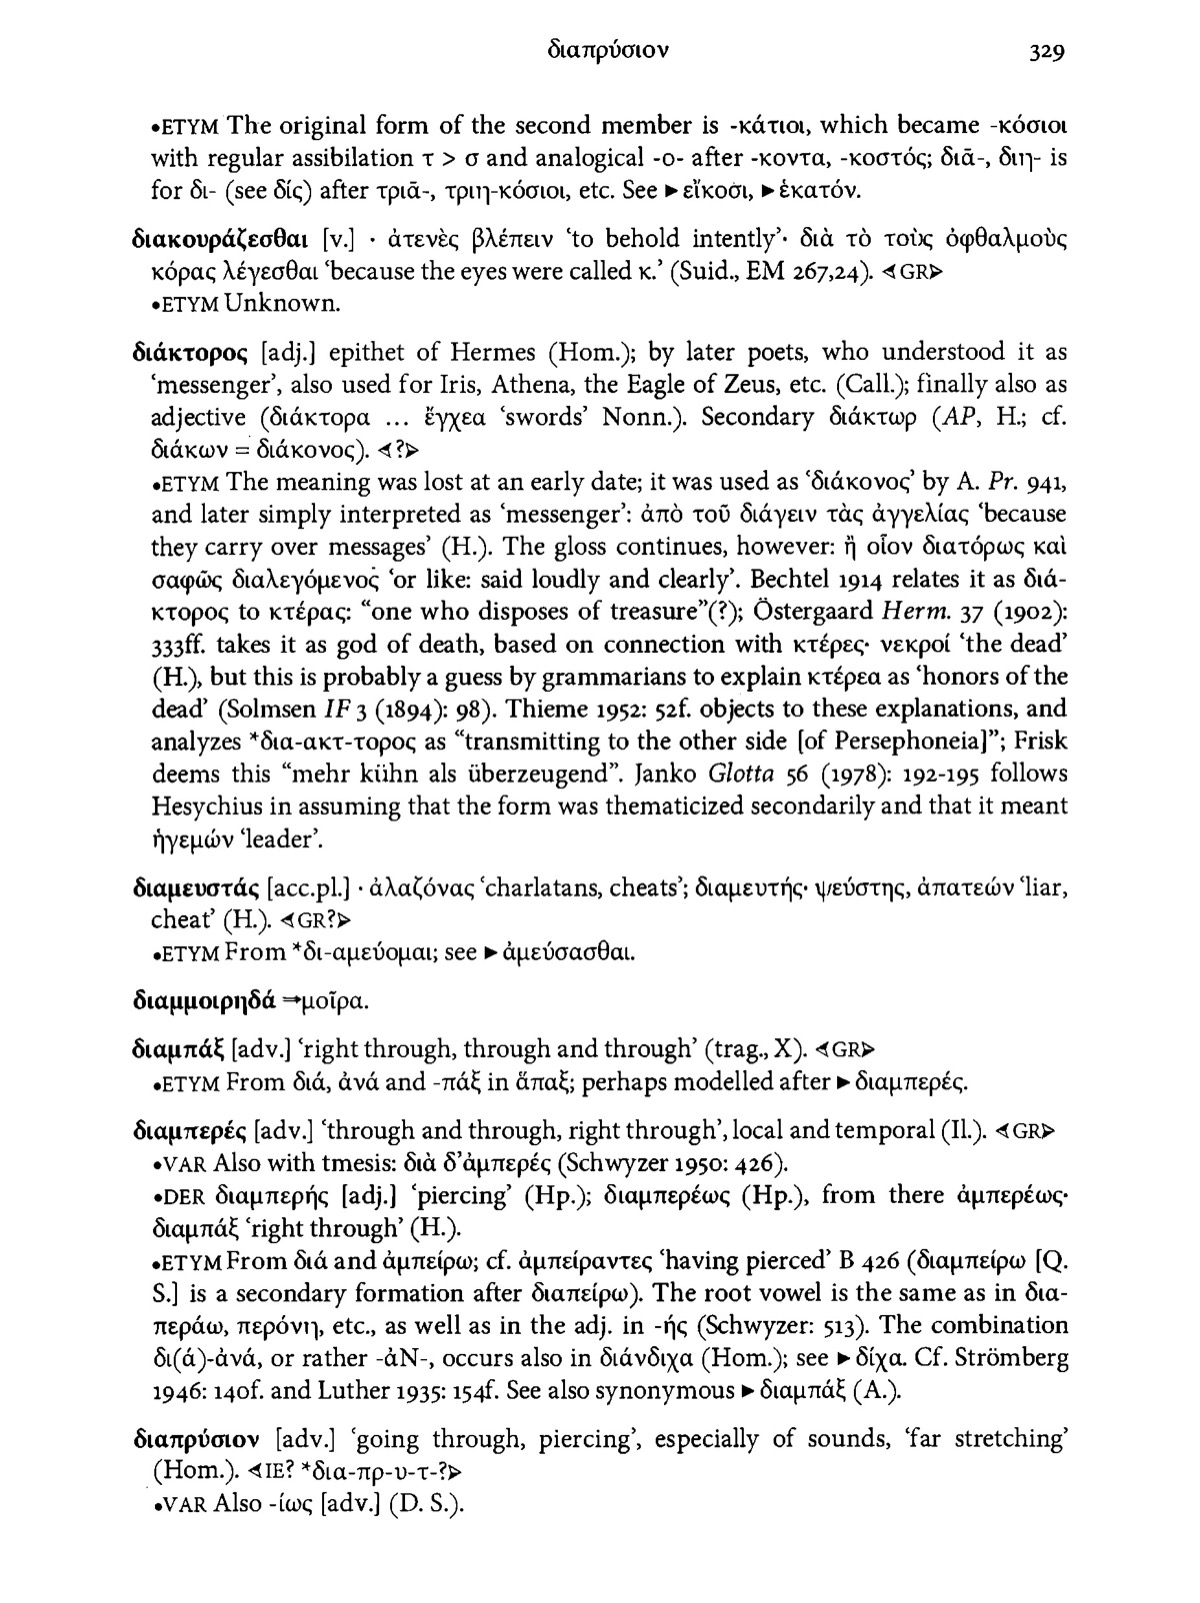 διαπρύσιον 329
•ETYM The original form of the second member is -κάτιοι, which became -κόσιοι
with regular assibilation τ > σ and analogical -ο- after -κοντα, -κοστός; διᾱ-, διη- is
for δι- (see δίς) after τριᾱ-, τριη-κόσιοι, etc. See ►εἴκοσι, ►ἑκατόν.
διακουράζεσθαι [v.] · ἀτενὲς βλέπειν ‘to behold intently’· διὰ τὸ τοὺς ὀφθαλμοὺς
κόρας λέγεσθαι ‘because the eyes were called κ.’ (Suid., EM 267,24). ◄GR►
•ETYM Unknown.
διάκτορος [adj.] epithet of Hermes (Hom.); by later poets, who understood it as
‘messenger’, also used for Iris, Athena, the Eagle of Zeus, etc. (Call.); finally also as
adjective (διάκτορα ... ἔγχεα ‘swords’ Nonn.). Secondary διάκτωρ (AP, H.; cf.
διάκων = διάκονος). ◄?►
•ETYM The meaning was lost at an early date; it was used as ‘διάκονος’ by A. Pr. 941,
and later simply interpreted as ‘messenger’: ἀπὸ τοῦ διάγειν τὰς ἀγγελίας ‘because
they carry over messages’ (H.). The gloss continues, however: ἢ οἷον διατόρως καὶ
σαφῶς διαλεγόμενος ‘or like: said loudly and clearly’. Bechtel 1914 relates it as διά-
κτορος to κτέρας: “one who disposes of treasure”(?); Östergaard Herm. 37 (1902):
333ff. takes it as god of death, based on connection with κτέρες· νεκροί ‘the dead’
(H.), but this is probably a guess by grammarians to explain κτέρεα as ‘honors of the
dead’ (Solmsen IF 3 (1894): 98). Thieme 1952: 52f. objects to these explanations, and
analyzes *δια-ακτ-τορος as “transmitting to the other side [of Persephoneia]”; Frisk
deems this “mehr kühn als überzeugend”. Janko Glotta 56 (1978): 192-195 follows
Hesychius in assuming that the form was thematicized secondarily and that it meant
ἡγεμών ‘leader’.
διαμευστάς [acc.pl.] · ἀλαζόνας ‘charlatans, cheats’; διαμευτής· ψεύστης, ἀπατεών ‘liar,
cheat’ (H.). ◄GR?►
•ETYM From *δι-αμεύομαι; see ►ἀμεύσασθαι.
διαμμοιρηδά ⇒μοῖρα.
διαμπάξ [adv.] ‘right through, through and through’ (trag., X). ◄GR►
•ETYM From διά, ἀνά and -πάξ in ἅπαξ; perhaps modelled after ►διαμπερές.
διαμπερές [adv.] ‘through and through, right through’, local and temporal (Il.). ◄GR►
•VAR Also with tmesis: διὰ δ’ἀμπερές (Schwyzer 1950: 426).
•DER διαμπερής [adj.] ‘piercing’ (Hp.); διαμπερέως (Hp.), from there ἀμπερέως·
διαμπάξ ‘right through’ (H.).
•ETYM From διά and ἀμπείρω; cf. ἀμπείραντες ‘having pierced’ B 426 (διαμπείρω [Q.
S.] is a secondary formation after διαπείρω). The root vowel is the same as in δια-
περάω, περόνη, etc., as well as in the adj. in -ής (Schwyzer: 513). The combination
δι(ά)-ἀνά, or rather -ἀN-, occurs also in διάνδιχα (Hom.); see ►δίχα. Cf. Strömberg
1946: 140f. and Luther 1935: 154f. See also synonymous ►διαμπάξ (A.).
διαπρύσιον [adv.] ‘going through, piercing’, especially of sounds, ‘far stretching’
(Hom.). ◄IE? *δια-πρ-υ-τ-?►
•VAR Also -ίως [adv.] (D. S.).